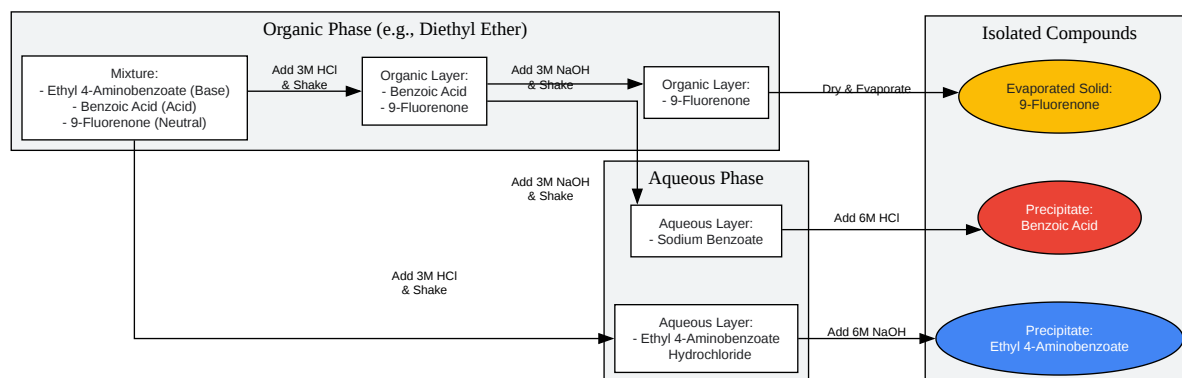 Organic Phase (e.g., Diethyl Ether)
Mixture:
- Ethyl 4-Aminobenzoate (Base)
- Benzoic Acid (Acid)
- 9-Fluorenone (Neutral)
Add 3M HCl
& Shake
Organic Layer:
- Benzoic Acid
- 9-Fluorenone
Add 3M NaOH
& Shake
Organic Layer:
- 9-Fluorenone
Dry & Evaporate
Isolated Compounds
Evaporated Solid:
9-Fluorenone
Add 3M NaOH
& Shake
Aqueous Phase
Aqueous Layer:
- Sodium Benzoate
Add 6M HCl
Precipitate:
Benzoic Acid
Add 3M HCl
& Shake
Aqueous Layer:
- Ethyl 4-Aminobenzoate
Hydrochloride
Add 6M NaOH
Precipitate:
Ethyl 4-Aminobenzoate